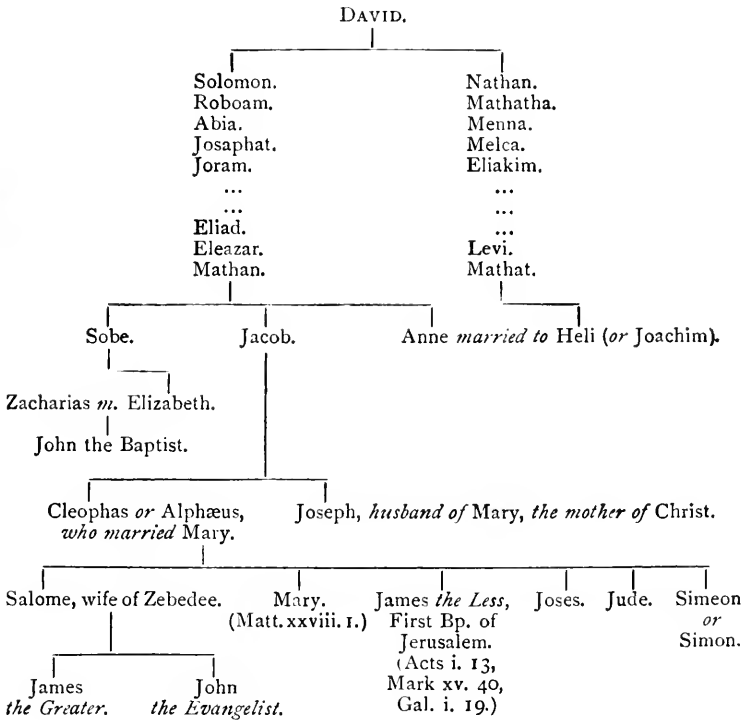 DAVID.
Solomon. Nathan.
Roboam. Mathatha.
Abia. Menna.
Josaphat. Melca.
Joram. Eliakim.
... ...
... ...
Eliad. ...
Eleazar. Levi.
Mathan. Mathat.
Sobe. Jacob. Anne married to Heli (or Joachim).
Zacharias m. Elizabeth.
John the Baptist.
Cleophas or Alphæus, Joseph, husband of Mary, the mother of Christ.
who married Mary.
Salome, wife of Zebedee. Mary. James the Less, Joses. Jude. Simeon
(Matt. xxviii. 1.) First Bp. of or
Jerusalem. Simon.
(Acts i. 13,
James John Mark xv. 40,
the Greater. the Evangelist. Gal. i. 19.)